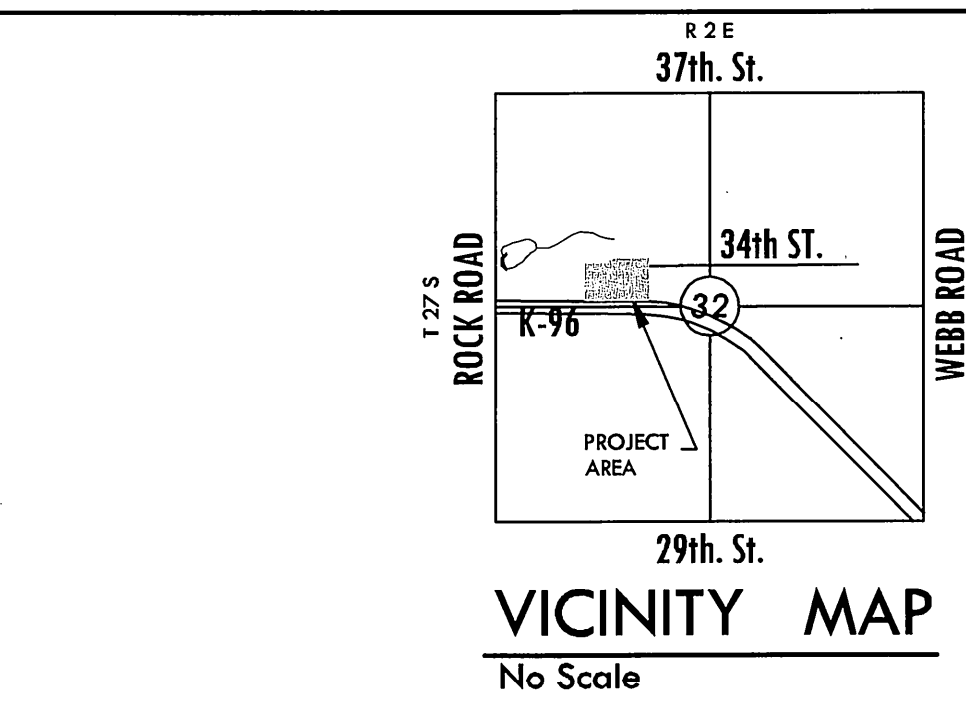 R 2 E
37th. St.
34th ST.
T 27 S
ROCK ROAD
WEBB ROAD
32
K-96
PROJECT
AREA
29th. St.
VICINITY MAP
No Scale